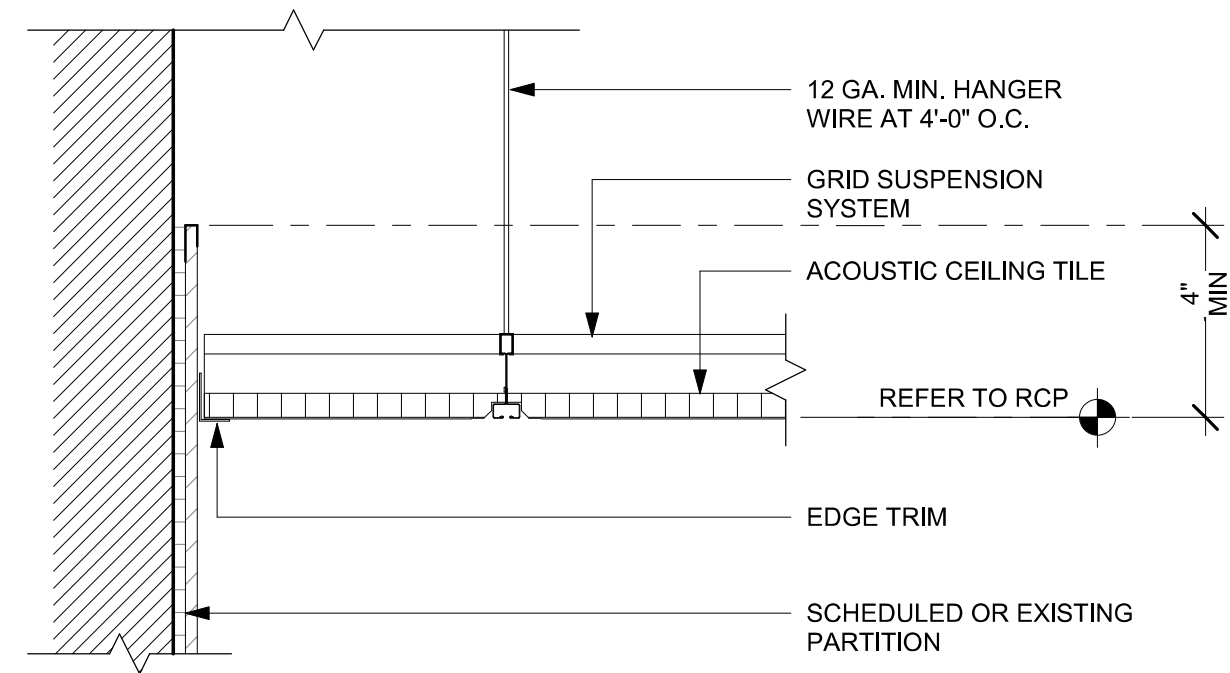 12 GA. MIN. HANGER
WIRE AT 4'-0" O.C.
GRID SUSPENSION
SYSTEM
ACOUSTIC CEILING TILE
4"
MIN
REFER TO RCP
EDGE TRIM
SCHEDULED OR EXISTING
PARTITION